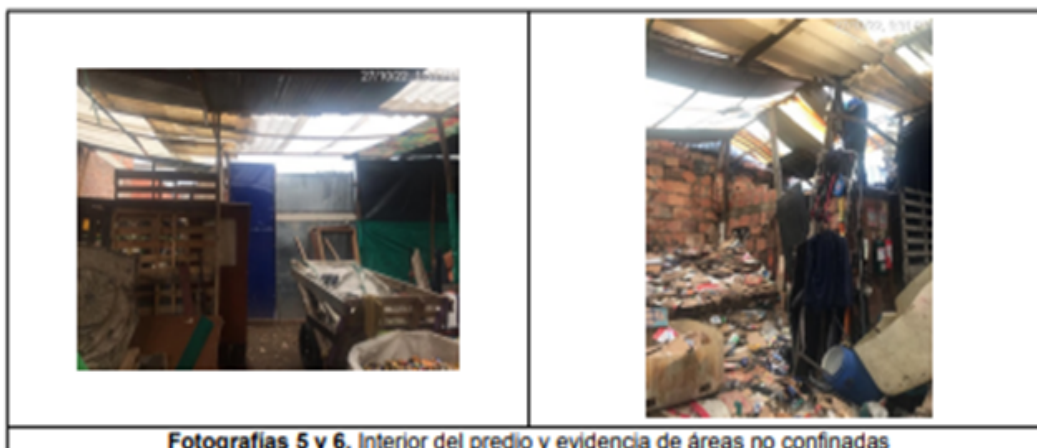 27/10/22,
Fotografías 5 y 6. Interior del predio y evidencia de áreas no confinadas